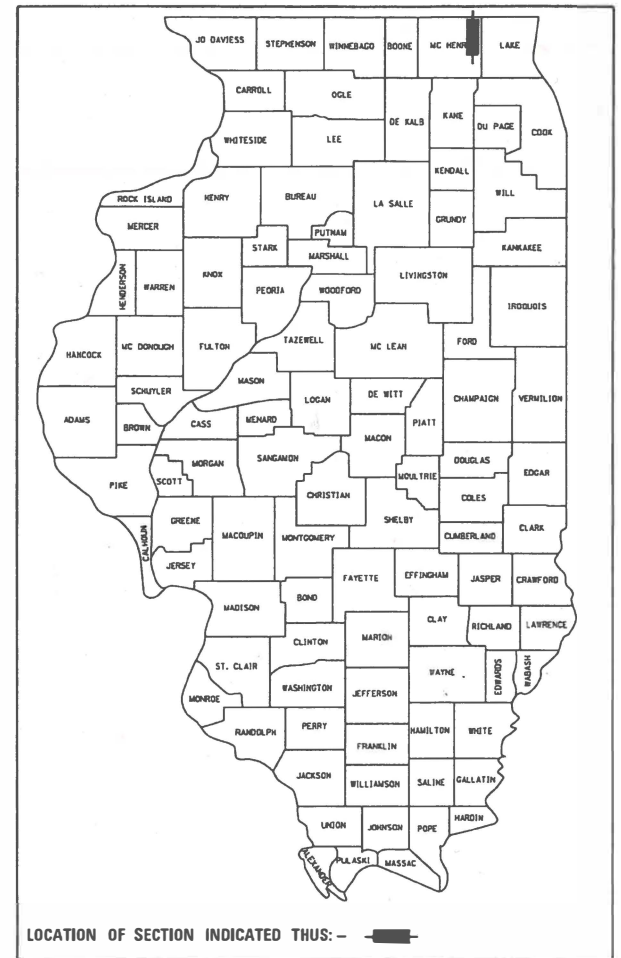 JO DAVIESS STEPHENSON WINNEBAGO BOONE MC HENR LAKE
CARROLL OGLE DE KALB KANE DU PAGE COOK
WHITESIDE LEE
KENDALL WILL
ROCK ISLAND HENRY BUREAU LA SALLE GRUNDY
MERCER PUTNAM
STARK MARSHALL KANKAKEE
HENDERSON WARREN KNOX PEORIA WOODFORD LIVINGSTON IROQUOIS
HANCOCK MC DONOUGH FULTON TAZEWELL MC LEAN FORD
SCHUYLER MASON LOGAN DE WITT CHAMPAIGN VERMILION
ADAMS BROWN CASS MENARD MACON PIATT
PIKE SCOTT MORGAN SANGAMON CHRISTIAN MOULTRIE DOUGLAS EDGAR
COLES
CALHOUN GREENE MACOUPIN MONTGOMERY SHELBY CUMBERLAND CLARK
JERSEY FAYETTE EFFINGHAM JASPER CRAWFORD
MADISON BOND CLAY RICHLAND LAWRENCE
CLINTON MARION
ST. CLAIR WASHINGTON JEFFERSON WAYNE EDWARDS WABASH
MONROE
RANDOLPH PERRY FRANKLIN HAMILTON WHITE
JACKSON WILLIAMSON SALINE GALLATIN
UNION JOHNSON POPE HARDIN
ALEXANDER PULASKI MASSAC
LOCATION OF SECTION INDICATED THUS: -